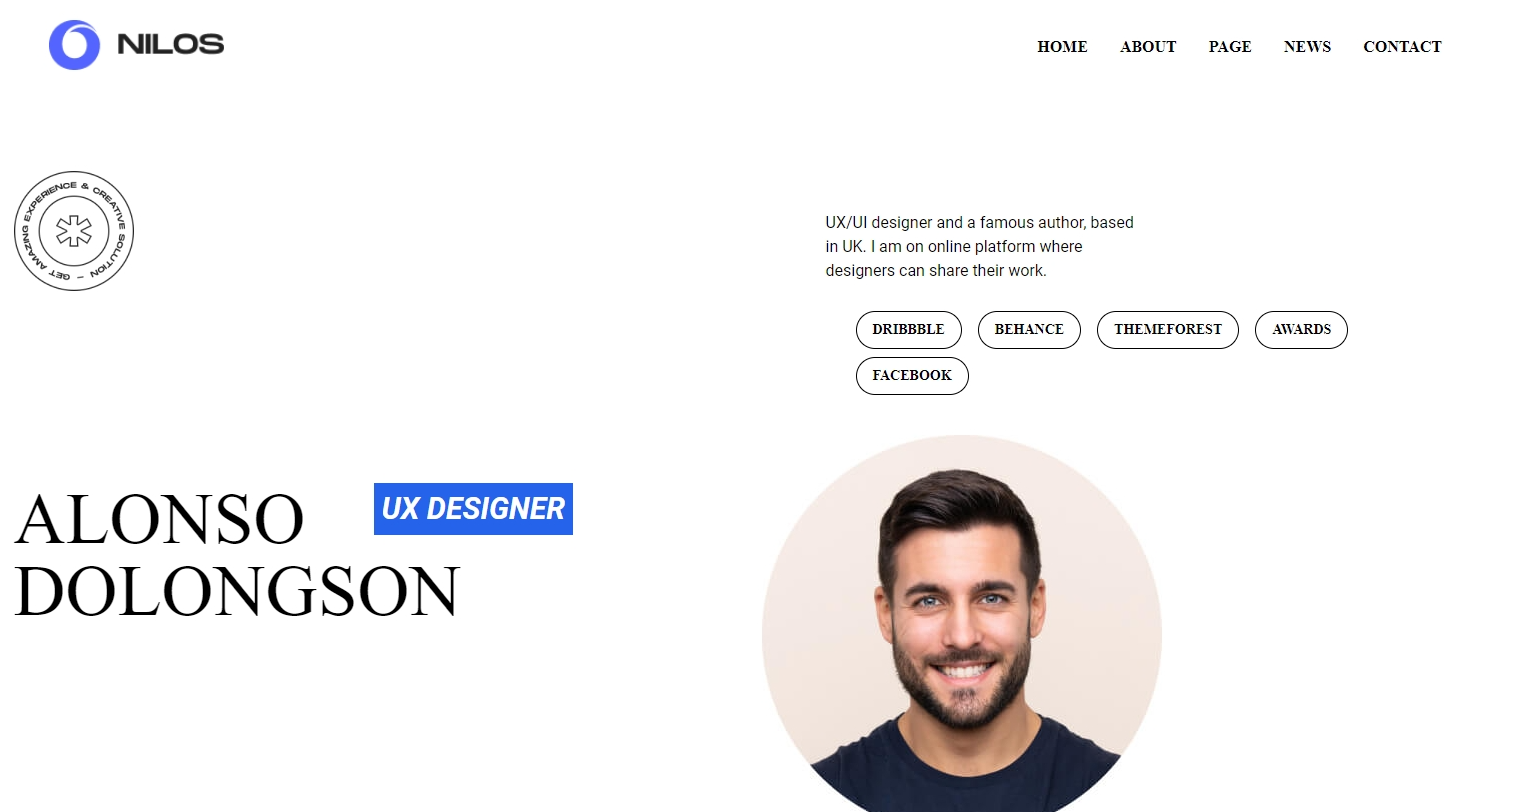 NILOS
HOME ABOUT PAGE NEWS CONTACT
GET AMAZING EXPERIENCE & CREATIVE SOLUTION –
UX/UI designer and a famous author, based
in UK. I am on online platform where
designers can share their work.
DRIBBBLE BEHANCE THEMEFOREST AWARDS
FACEBOOK
ALONSO
DOLONGSON
UX DESIGNER